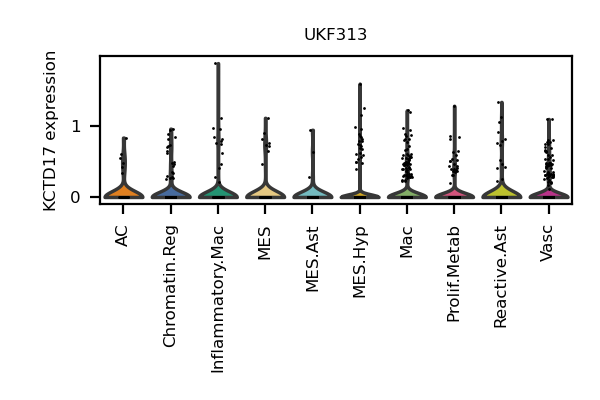 UKF313
KCTD17 expression
1
0
AC
Chromatin.Reg
Inflammatory.Mac
MES
MES.Ast
MES.Hyp
Mac
Prolif.Metab
Reactive.Ast
Vasc